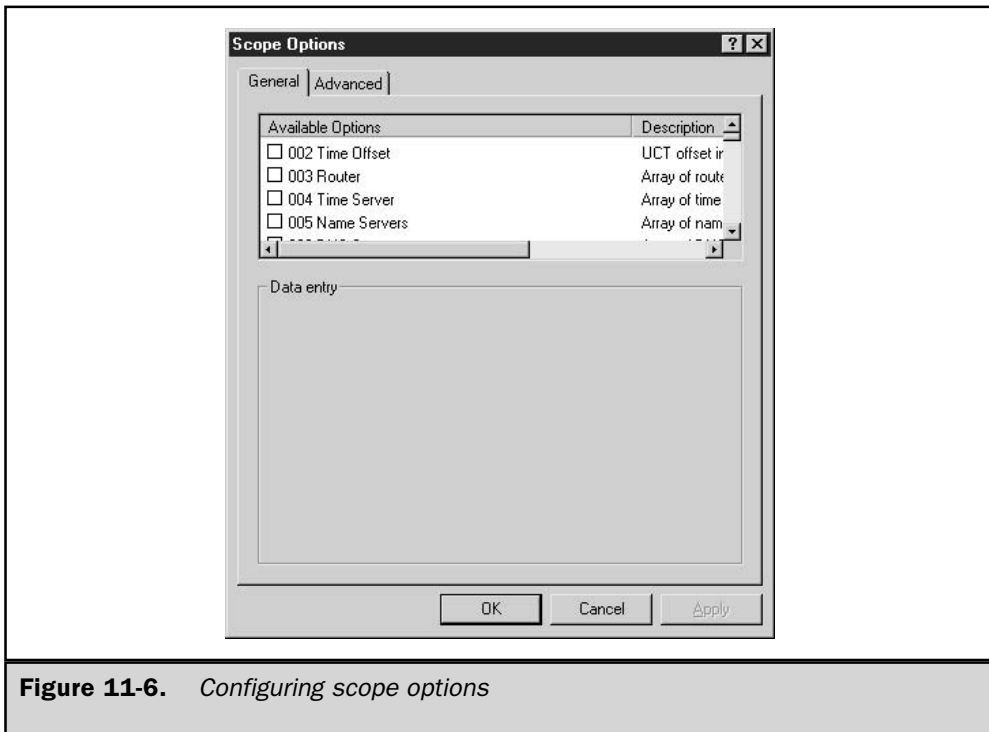 Scope Options
General Advanced
Available Options Description
002 Time Offset UCT offset in
003 Router Array of route
004 Time Server Array of time
005 Name Servers Array of nam
Data entry
OK Cancel Apply
Figure 11-6. Configuring scope options